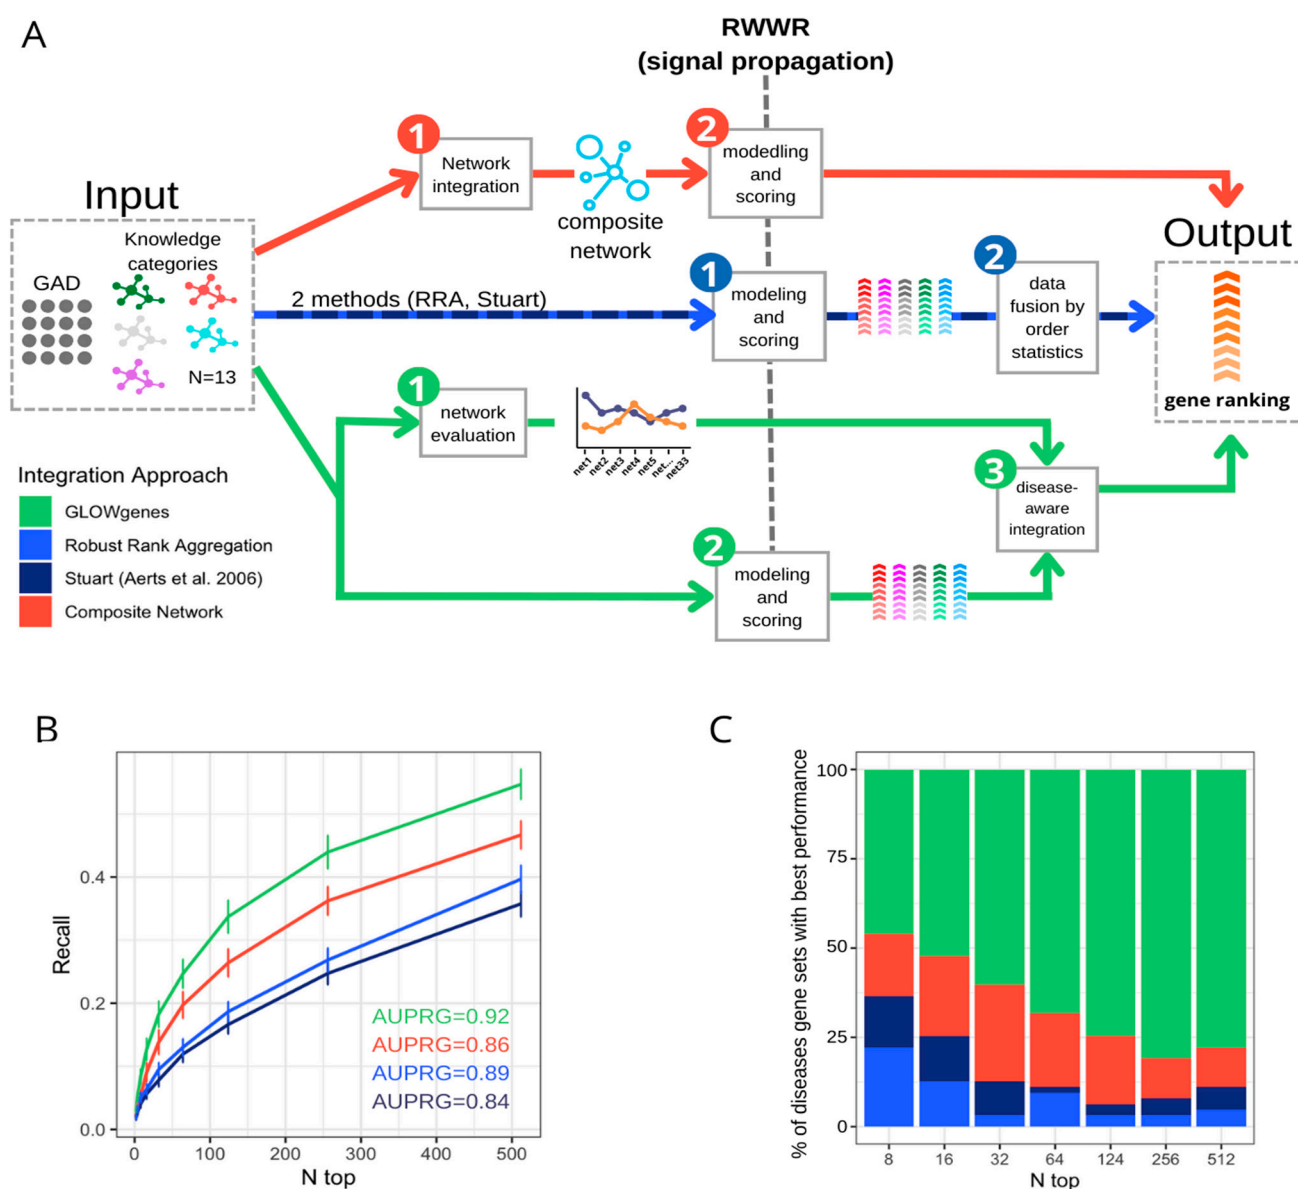 A
RWWR
(signal propagation)
1
Network
integration
composite
network
2
modedlling
and
scoring
Input
GAD
Knowledge
categories
N=13
2 methods (RRA, Stuart)
1
modeling
and
scoring
2
data
fusion by
order
statistics
Output
gene ranking
1
network
evaluation
net1
net2
net3
net4
net5
net...
net33
3
disease-
aware
integration
2
modeling
and
scoring
Integration Approach
GLOWgenes
Robust Rank Aggregation
Stuart (Aerts et al. 2006)
Composite Network
B
Recall
0.4
0.2
0.0
AUPRG=0.92
AUPRG=0.86
AUPRG=0.89
AUPRG=0.84
0 100 200 300 400 500
N top
C
% of diseases gene sets with best performance
100
75
50
25
0
8 16 32 64 124 256 512
N top